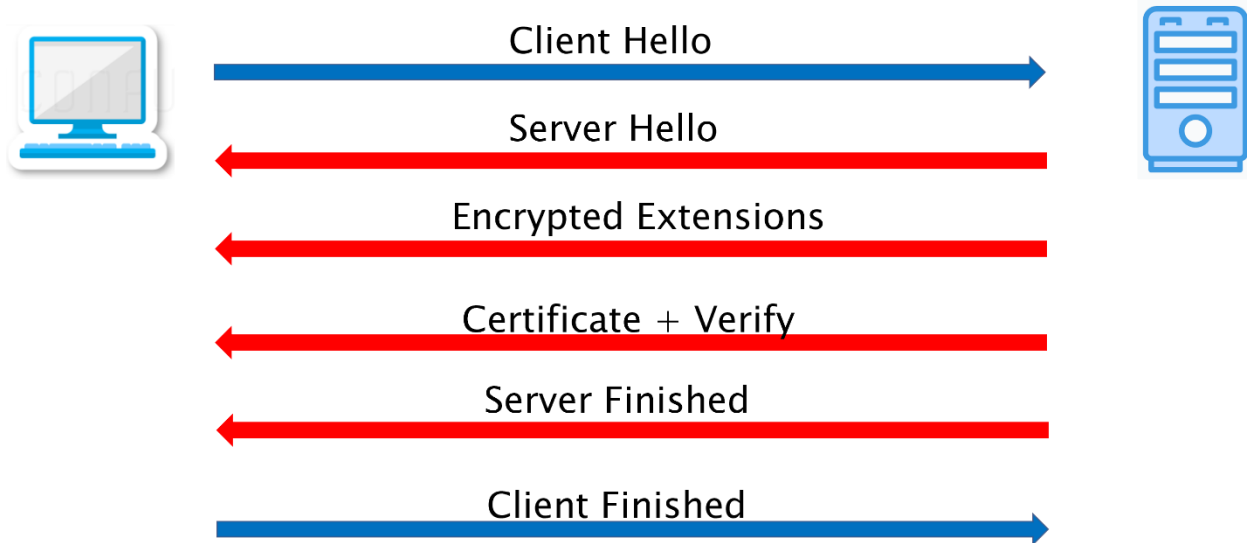 Client Hello
Server Hello
Encrypted Extensions
Certificate + Verify
Server Finished
Client Finished